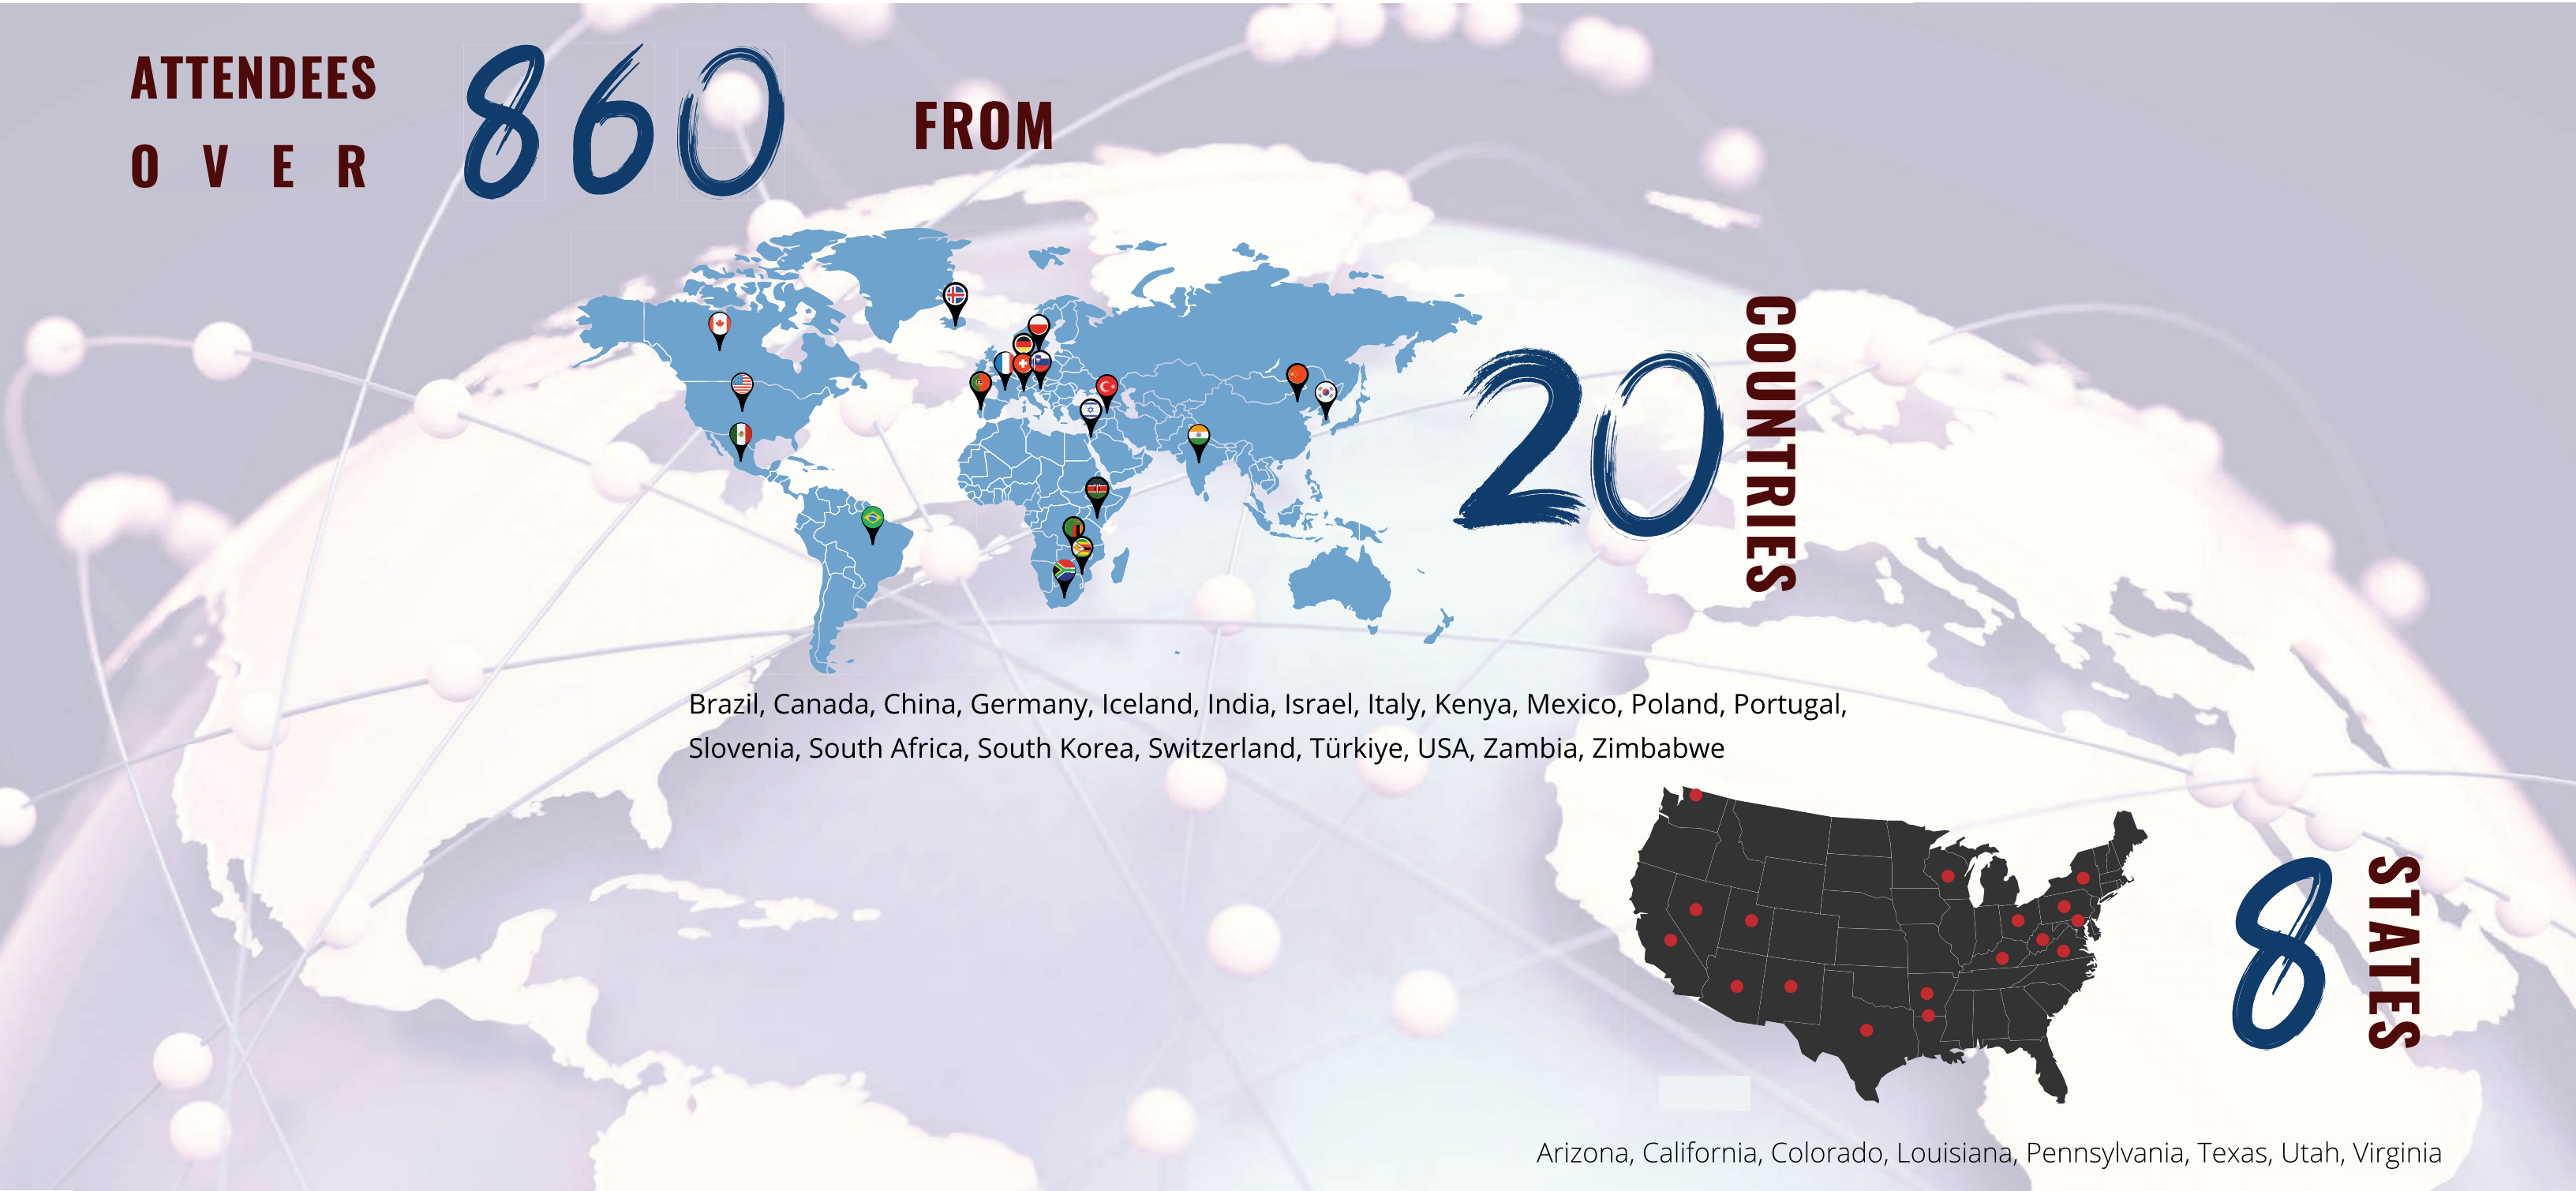 ATTENDEES
OVER
860
FROM
20
COUNTRIES
Brazil, Canada, China, Germany, Iceland, India, Israel, Italy, Kenya, Mexico, Poland, Portugal,
Slovenia, South Africa, South Korea, Switzerland, Türkiye, USA, Zambia, Zimbabwe
8
STATES
Arizona, California, Colorado, Louisiana, Pennsylvania, Texas, Utah, Virginia